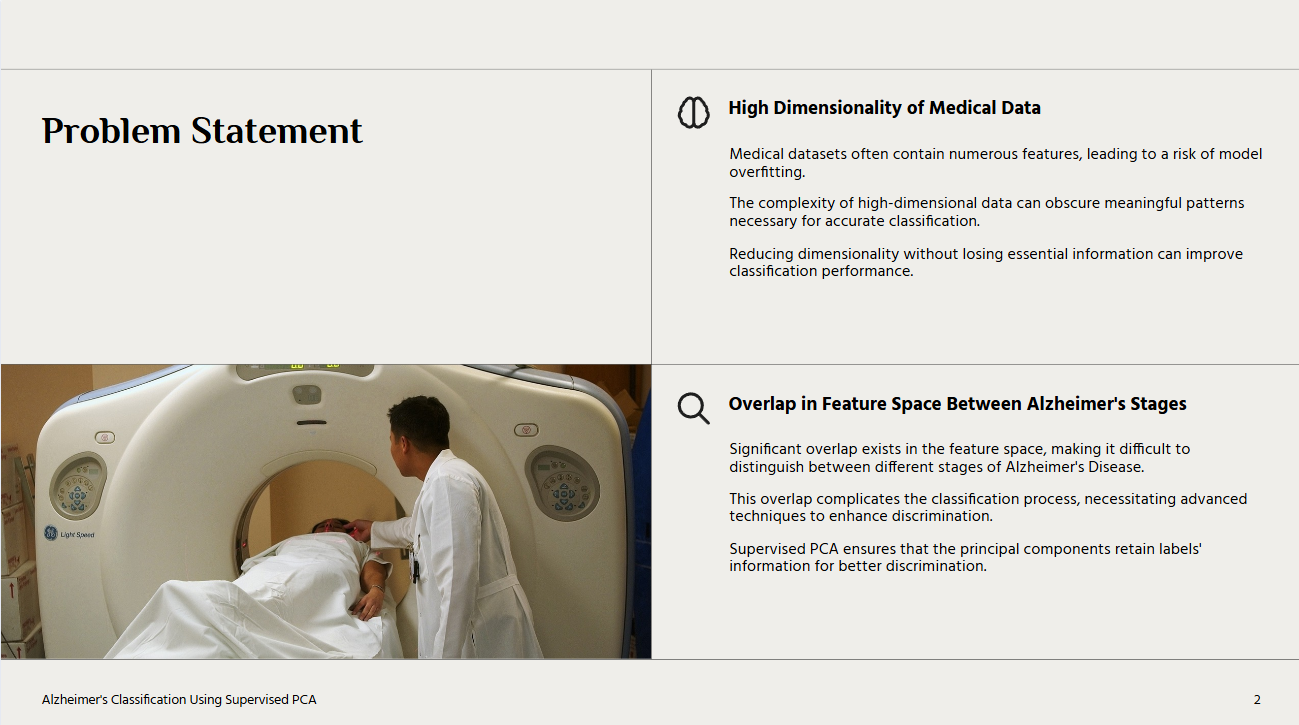 Problem Statement
High Dimensionality of Medical Data
Medical datasets often contain numerous features, leading to a risk of model
overfitting.
The complexity of high-dimensional data can obscure meaningful patterns
necessary for accurate classification.
Reducing dimensionality without losing essential information can improve
classification performance.
Light Speed
Overlap in Feature Space Between Alzheimer's Stages
Significant overlap exists in the feature space, making it difficult to
distinguish between different stages of Alzheimer's Disease.
This overlap complicates the classification process, necessitating advanced
techniques to enhance discrimination.
Supervised PCA ensures that the principal components retain labels'
information for better discrimination.
Alzheimer's Classification Using Supervised PCA
2